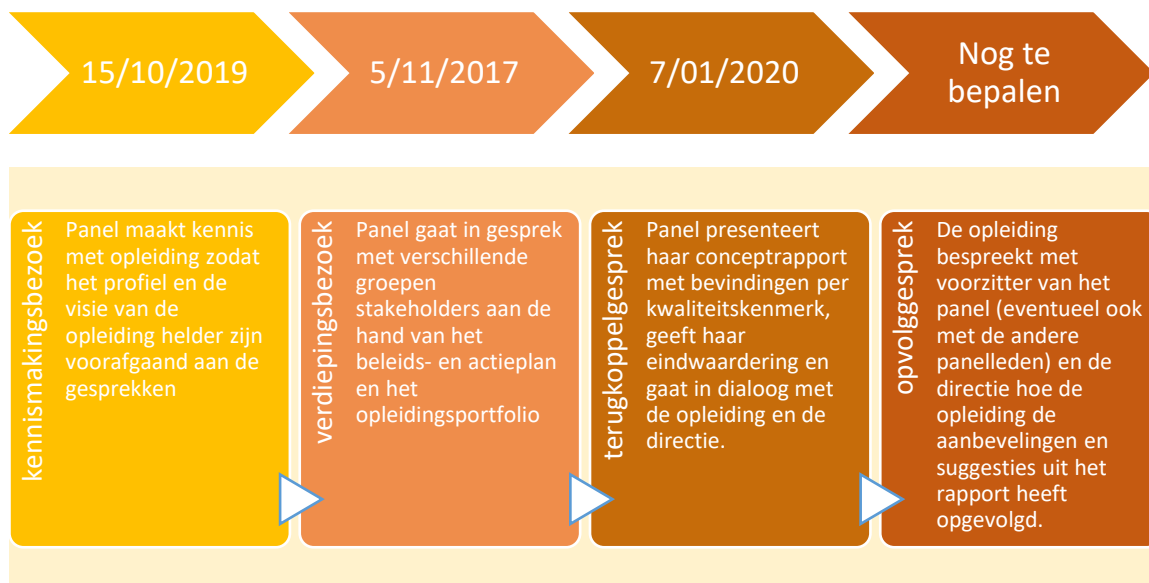 15/10/2019
5/11/2017
7/01/2020
Nog te
bepalen
kennismakingsbezoek
Panel maakt kennis
met opleiding zodat
het profiel en de
visie van de
opleiding helder zijn
voorafgaand aan de
gesprekken
verdiepingsbezoek
Panel gaat in gesprek
met verschillende
groepen
stakeholders aan de
hand van het
beleids- en actieplan
en het
opleidingsportfolio
terugkoppelgesprek
Panel presenteert
haar conceptrapport
met bevindingen per
kwaliteitskenmerk,
geeft haar
eindwaardering en
gaat in dialoog met
de opleiding en de
directie.
opvolggesprek
De opleiding
bespreekt met
voorzitter van het
panel (eventueel ook
met de andere
panelleden) en de
directie hoe de
opleiding de
aanbevelingen en
suggesties uit het
rapport heeft
opgevolgd.